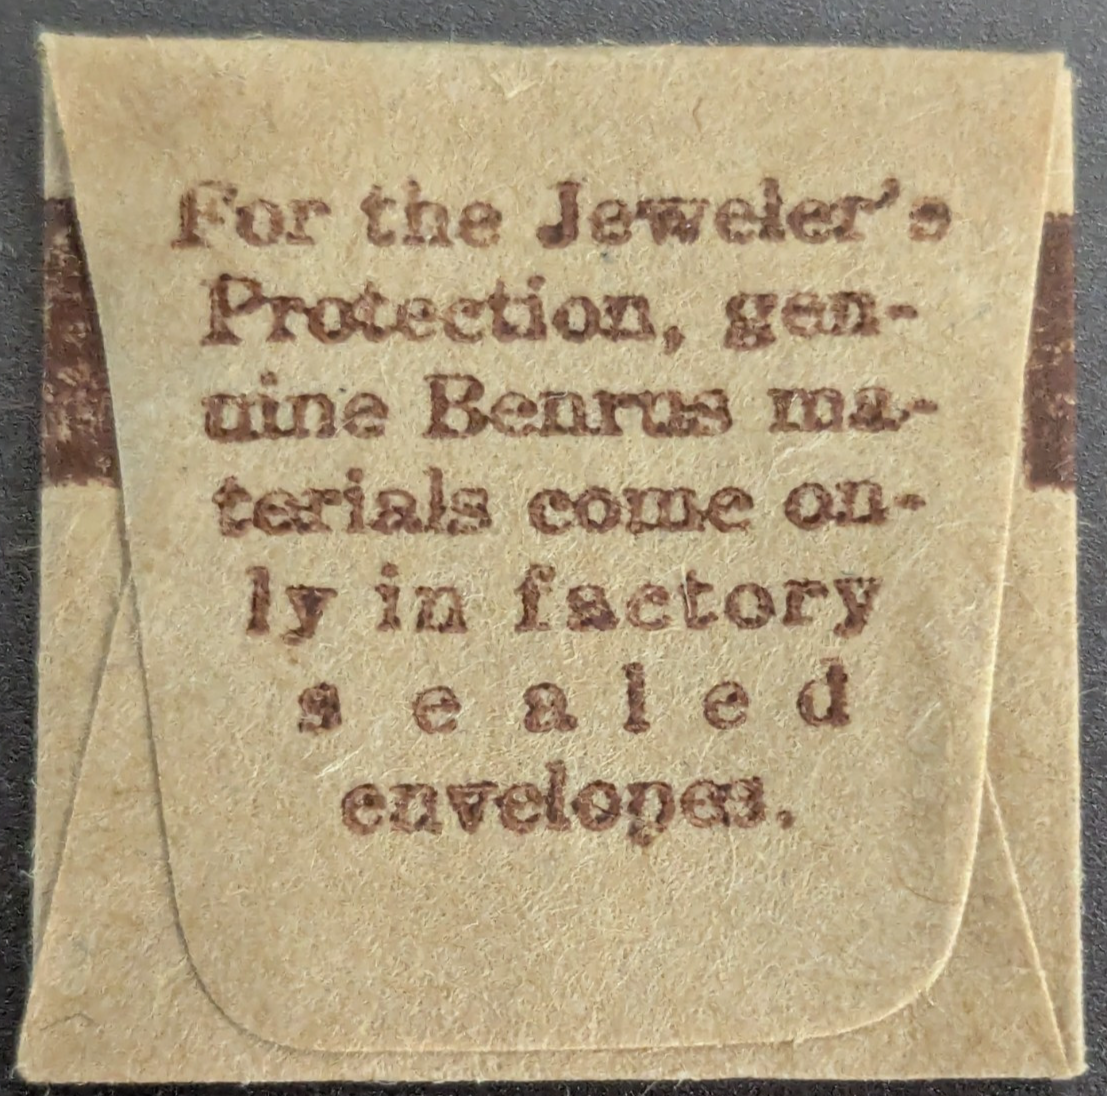 For the Jeweler's
Protection, gen-
uine Benrus ma-
terials come on-
ly in factory
s e a l e d
envelopes.